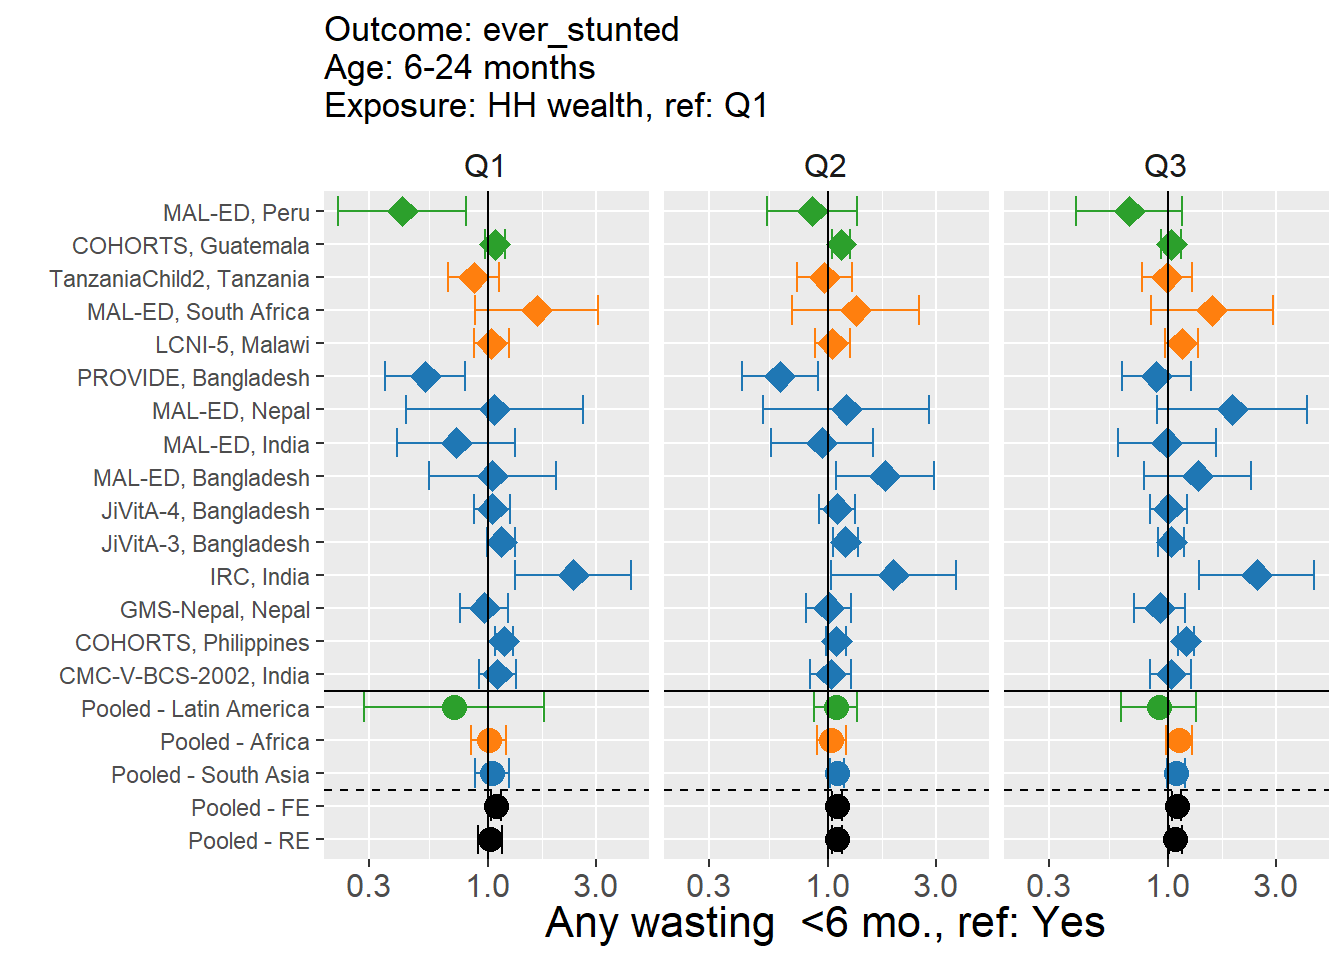 Outcome: ever_stunted
Age: 6-24 months
Exposure: HH wealth, ref: Q1
Q1 Q2 Q3
MAL-ED, Peru
COHORTS, Guatemala
TanzaniaChild2, Tanzania
MAL-ED, South Africa
LCNI-5, Malawi
PROVIDE, Bangladesh
MAL-ED, Nepal
MAL-ED, India
MAL-ED, Bangladesh
JiVitA-4, Bangladesh
JiVitA-3, Bangladesh
IRC, India
GMS-Nepal, Nepal
COHORTS, Philippines
CMC-V-BCS-2002, India
Pooled - Latin America
Pooled - Africa
Pooled - South Asia
Pooled - FE
Pooled - RE
0.3 1.0 3.0 0.3 1.0 3.0 0.3 1.0 3.0
Any wasting  <6 mo., ref: Yes